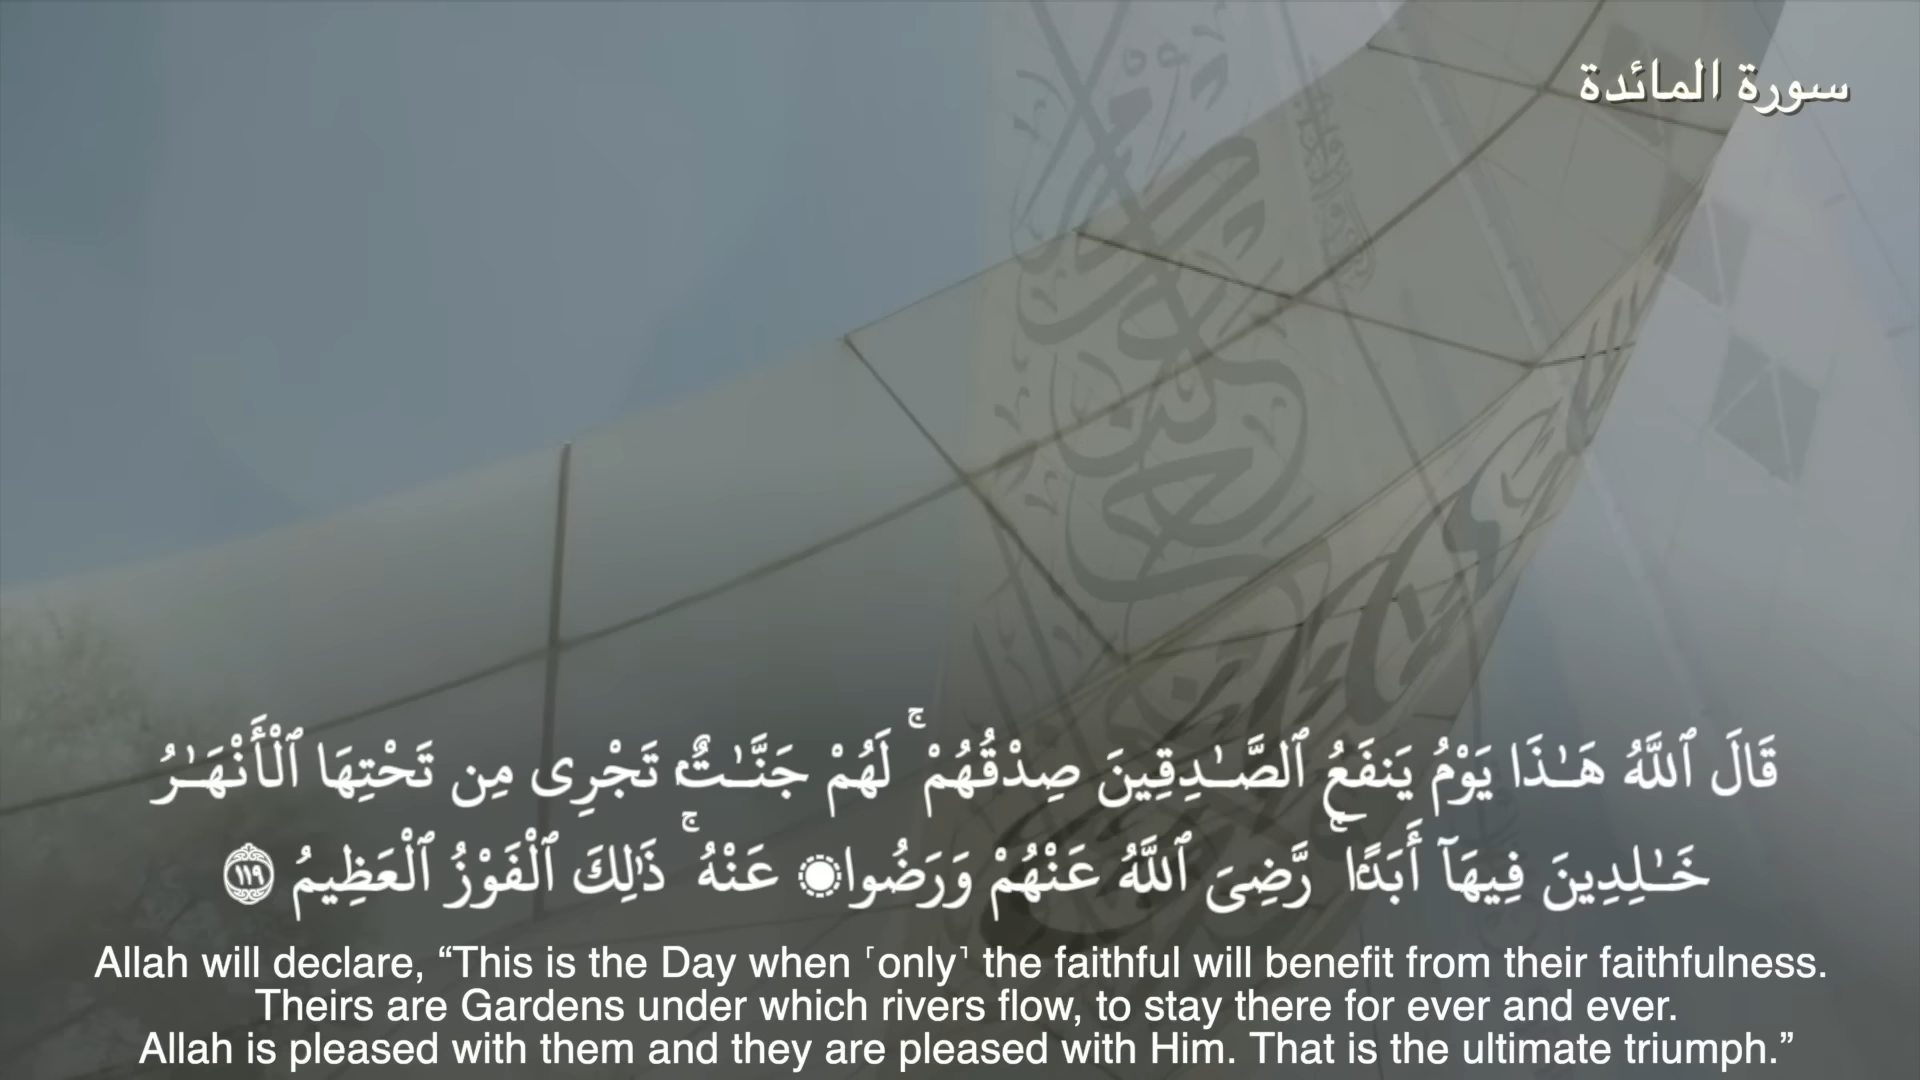 سورة المائدة
قَالَ ٱللَّهُ هَـٰذَا يَوْمُ يَنفَعُ ٱلصَّـٰدِقِينَ صِدْقُهُمْ ۚ لَهُمْ جَنَّـٰتٌ تَجْرِى مِن تَحْتِهَا ٱلْأَنْهَـٰرُ
خَـٰلِدِينَ فِيهَآ أَبَدًا ۚ رَّضِىَ ٱللَّهُ عَنْهُمْ وَرَضُوا۟ عَنْهُ ۚ ذَٰلِكَ ٱلْفَوْزُ ٱلْعَظِيمُ ١١٩
Allah will declare, “This is the Day when ˹only˺ the faithful will benefit from their faithfulness.
Theirs are Gardens under which rivers flow, to stay there for ever and ever.
Allah is pleased with them and they are pleased with Him. That is the ultimate triumph.”